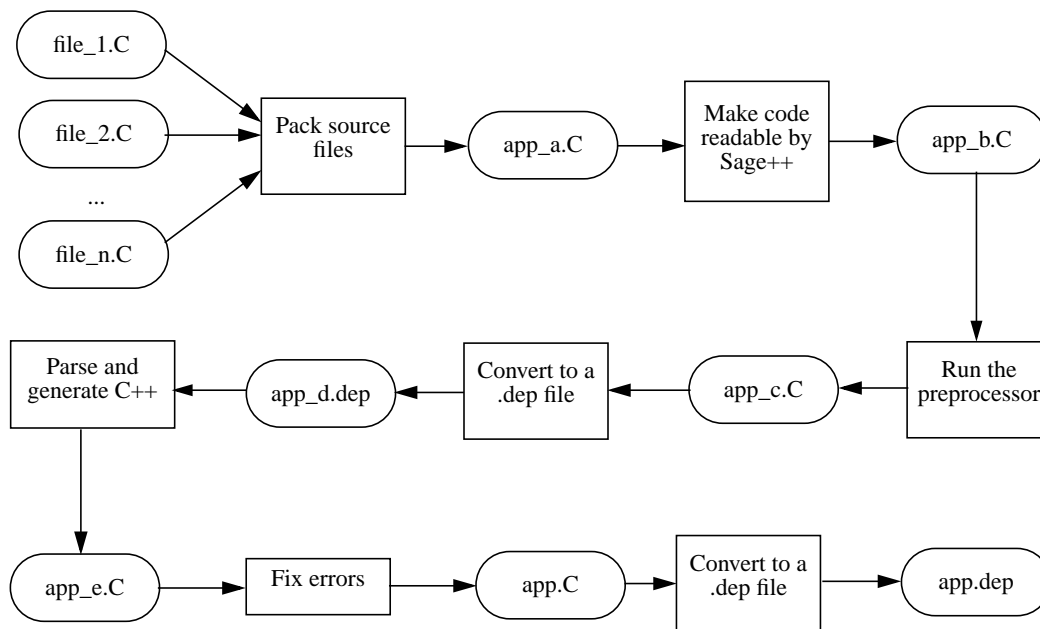 file_1.C
file_2.C
...
file_n.C
Pack source
files
app_a.C
Make code
readable by
Sage++
app_b.C
Parse and
generate C++
app_d.dep
Convert to a
.dep file
app_c.C
Run the
preprocessor
app_e.C
Fix errors
app.C
Convert to a
.dep file
app.dep